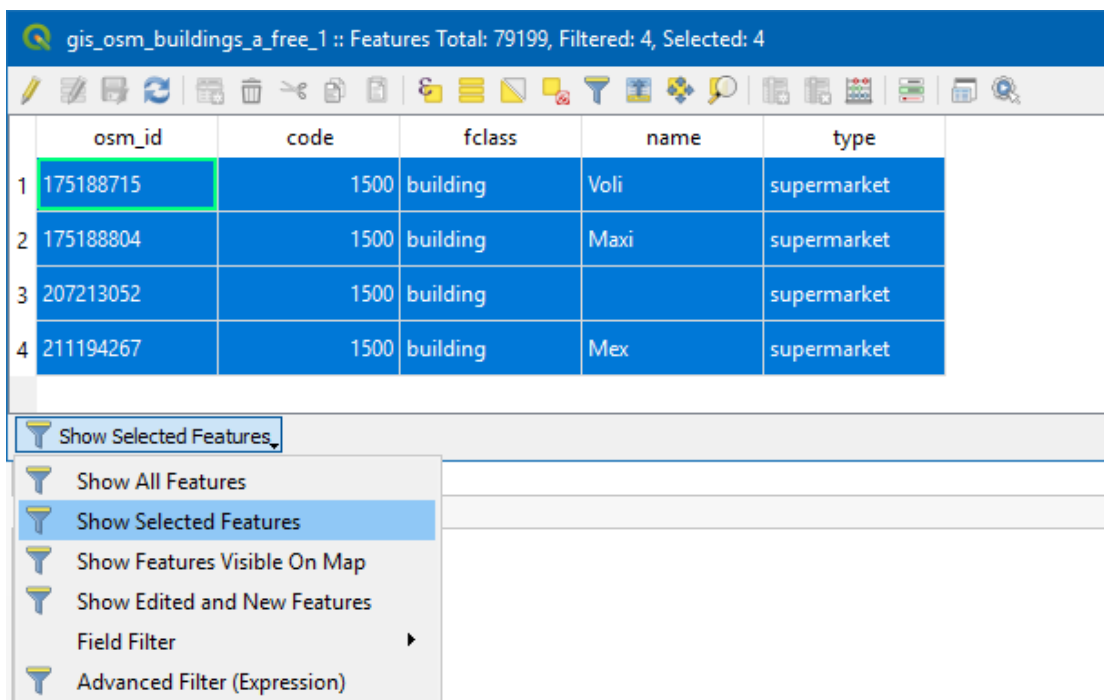 gis_osm_buildings_a_free_1 :: Features Total: 79199, Filtered: 4, Selected: 4
osm_id code fclass name type
1 175188715 1500 building Voli supermarket
2 175188804 1500 building Maxi supermarket
3 207213052 1500 building supermarket
4 211194267 1500 building Mex supermarket
Show Selected Features
Show All Features
Show Selected Features
Show Features Visible On Map
Show Edited and New Features
Field Filter
Advanced Filter (Expression)